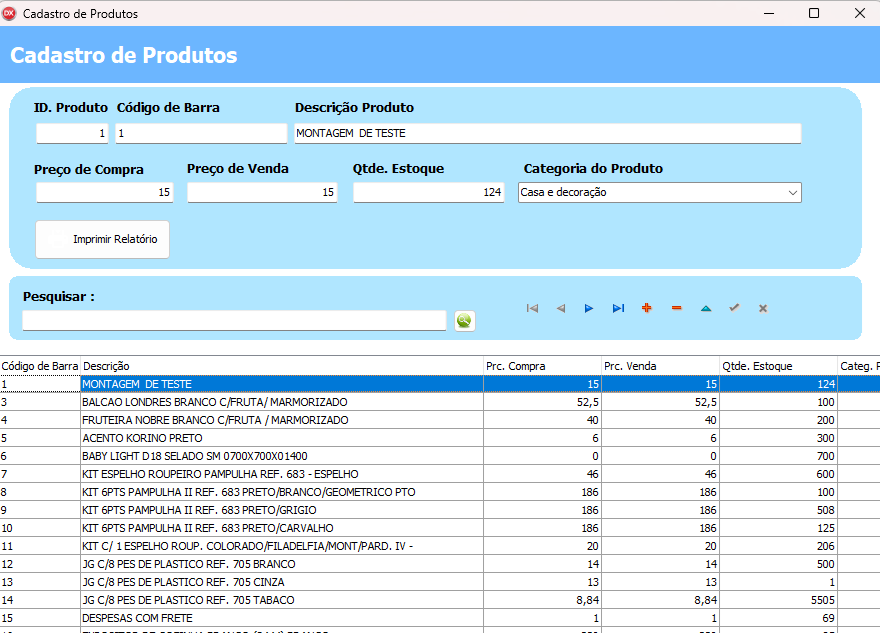 DX Cadastro de Produtos
Cadastro de Produtos
ID. Produto Código de Barra Descrição Produto
1 1 MONTAGEM DE TESTE
Preço de Compra Preço de Venda Qtde. Estoque Categoria do Produto
15 15 124 Casa e decoração
Imprimir Relatório
Pesquisar :
Código de Barra Descrição Prc. Compra Prc. Venda Qtde. Estoque Categ. P
1 MONTAGEM DE TESTE 15 15 124
3 BALCAO LONDRES BRANCO C/FRUTA/ MARMORIZADO 52,5 52,5 100
4 FRUTEIRA NOBRE BRANCO C/FRUTA / MARMORIZADO 40 40 200
5 ACENTO KORINO PRETO 6 6 300
6 BABY LIGHT D18 SELADO SM 0700X700X01400 0 0 700
7 KIT ESPELHO ROUPEIRO PAMPULHA REF. 683 - ESPELHO 46 46 600
8 KIT 6PTS PAMPULHA II REF. 683 PRETO/BRANCO/GEOMETRICO PTO 186 186 100
9 KIT 6PTS PAMPULHA II REF. 683 PRETO/GRIGIO 186 186 508
10 KIT 6PTS PAMPULHA II REF. 683 PRETO/CARVALHO 186 186 125
11 KIT C/ 1 ESPELHO ROUP. COLORADO/FILADELFIA/MONT/PARD. IV - 20 20 206
12 JG C/8 PES DE PLASTICO REF. 705 BRANCO 14 14 500
13 JG C/8 PES DE PLASTICO REF. 705 CINZA 13 13 1
14 JG C/8 PES DE PLASTICO REF. 705 TABACO 8,84 8,84 5505
15 DESPESAS COM FRETE 1 1 69